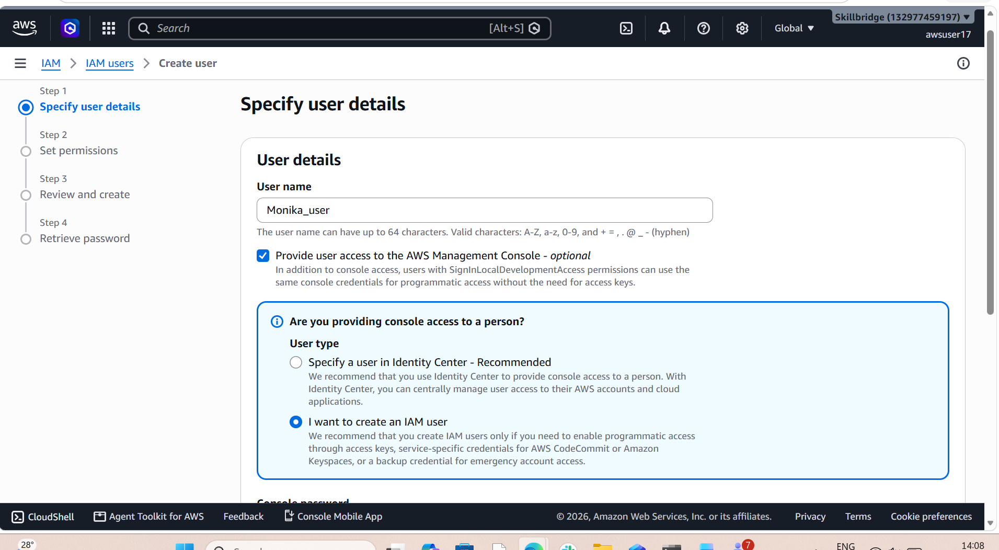 aws
Search
[Alt+S]
Global
Skillbridge (132977459197)
awsuser17
IAM
IAM users
Create user
Step 1
Specify user details
Step 2
Set permissions
Step 3
Review and create
Step 4
Retrieve password
Specify user details
User details
User name
Monika_user
The user name can have up to 64 characters. Valid characters: A-Z, a-z, 0-9, and + = , . @ _ - (hyphen)
Provide user access to the AWS Management Console - optional
In addition to console access, users with SignInLocalDevelopmentAccess permissions can use the
same console credentials for programmatic access without the need for access keys.
Are you providing console access to a person?
User type
Specify a user in Identity Center - Recommended
We recommend that you use Identity Center to provide console access to a person. With
Identity Center, you can centrally manage user access to their AWS accounts and cloud
applications.
I want to create an IAM user
We recommend that you create IAM users only if you need to enable programmatic access
through access keys, service-specific credentials for AWS CodeCommit or Amazon
Keyspaces, or a backup credential for emergency account access.
Console password
CloudShell
Agent Toolkit for AWS
Feedback
Console Mobile App
© 2026, Amazon Web Services, Inc. or its affiliates.
Privacy
Terms
Cookie preferences
28°
7
ENG
14:08